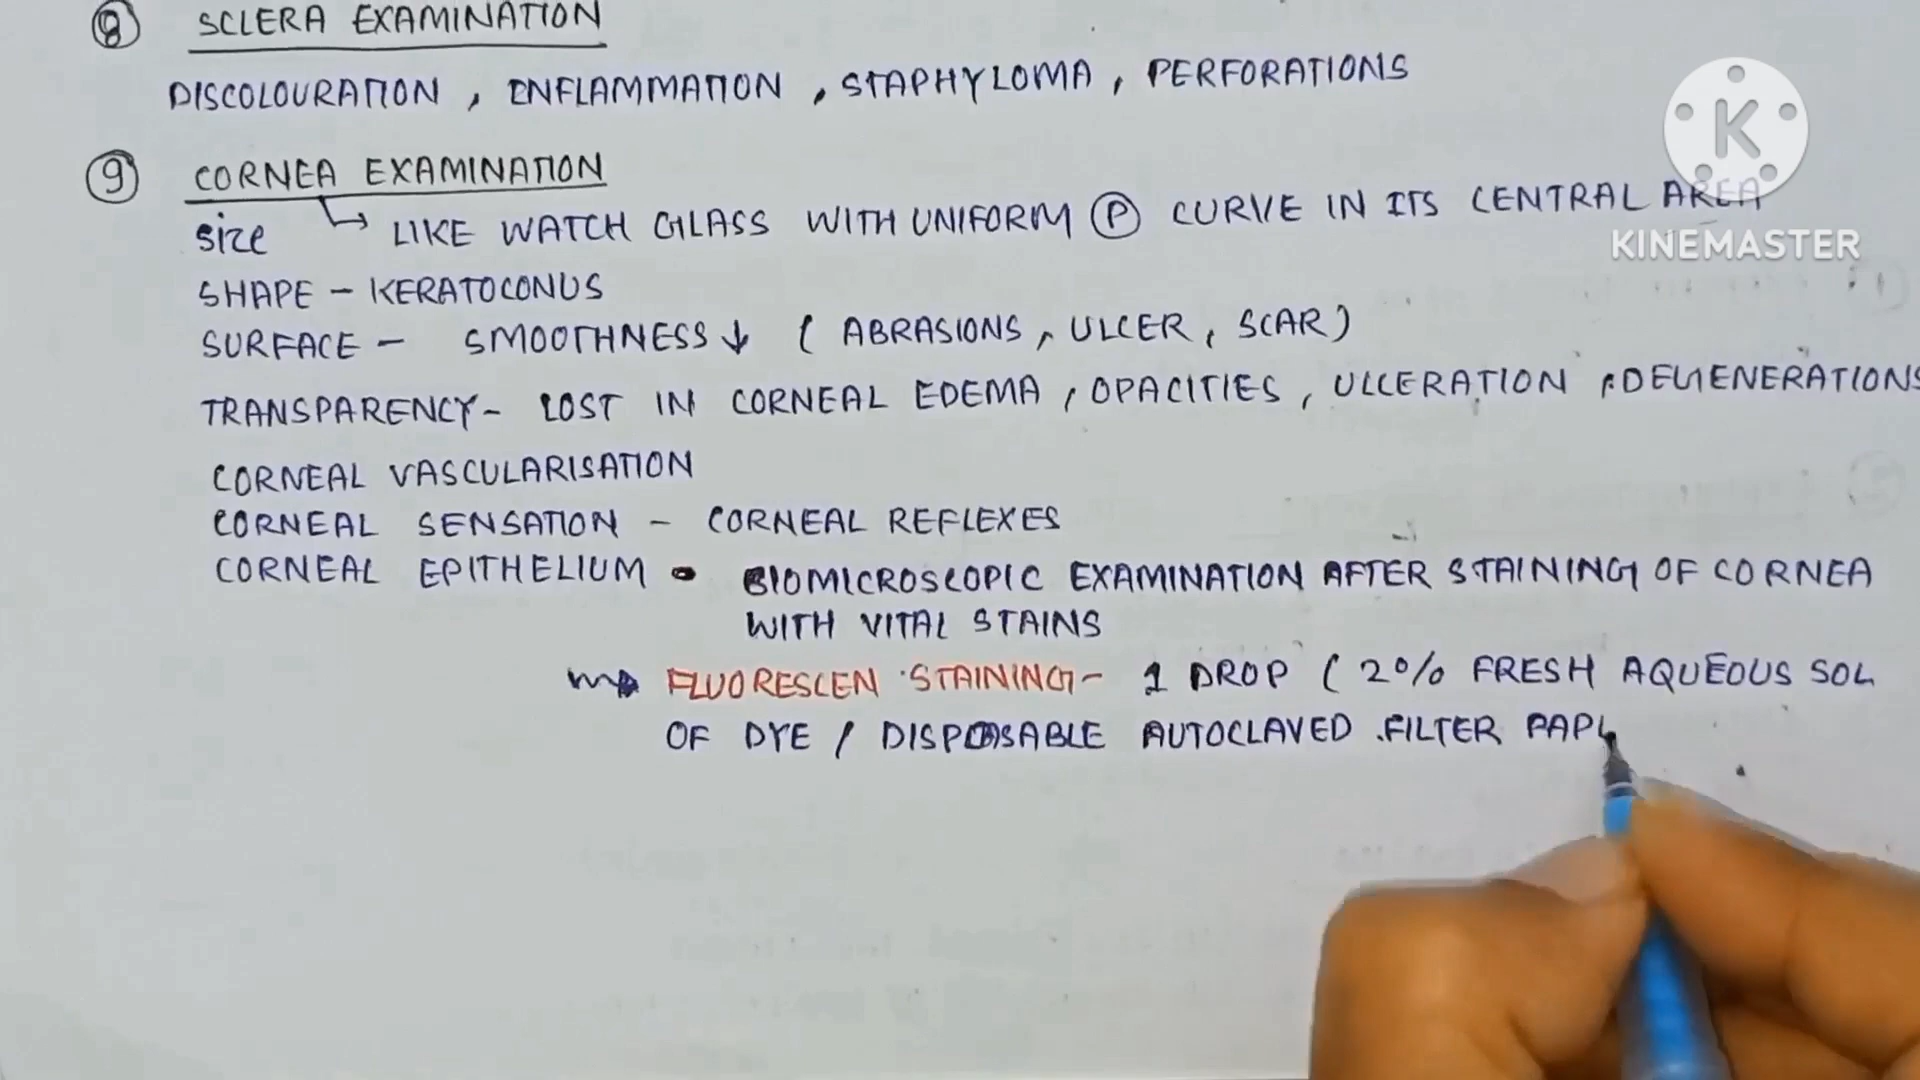 8 SCLERA EXAMINATION
DISCOLOURATION , INFLAMMATION , STAPHYLOMA , PERFORATIONS
9 CORNEA EXAMINATION
SIZE → LIKE WATCH GLASS WITH UNIFORM P CURVE IN ITS CENTRAL AREA
SHAPE - KERATOCONUS
SURFACE - SMOOTHNESS ↓ ( ABRASIONS , ULCER , SCAR )
TRANSPARENCY - LOST IN CORNEAL EDEMA , OPACITIES , ULCERATION , DEGENERATIONS
CORNEAL VASCULARISATION
CORNEAL SENSATION - CORNEAL REFLEXES
CORNEAL EPITHELIUM - BIOMICROSCOPIC EXAMINATION AFTER STAINING OF CORNEA
WITH VITAL STAINS
FLUORESCEN STAINING - 1 DROP ( 2% FRESH AQUEOUS SOL
OF DYE / DISPOSABLE AUTOCLAVED FILTER PAP
K
KINEMASTER